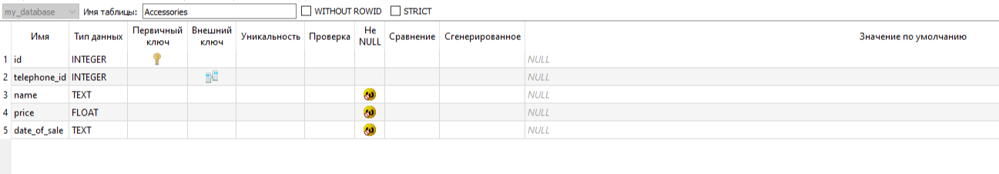 my_database Имя таблицы: Accessories WITHOUT ROWID STRICT
Имя Тип данных Первичный ключ Внешний ключ Уникальность Проверка Не NULL Сравнение Сгенерированное Значение по умолчанию
1 id INTEGER NULL
2 telephone_id INTEGER NULL
3 name TEXT NULL
4 price FLOAT NULL
5 date_of_sale TEXT NULL